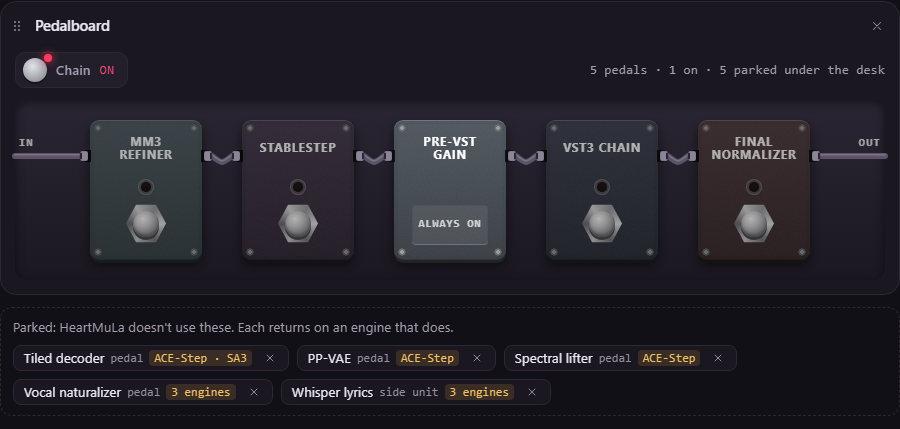 Pedalboard
Chain ON
5 pedals · 1 on · 5 parked under the desk
IN
MM3
REFINER
STABLESTEP
PRE-VST
GAIN
ALWAYS ON
VST3 CHAIN
FINAL
NORMALIZER
OUT
Parked: HeartMuLa doesn't use these. Each returns on an engine that does.
Tiled decoder pedal ACE-Step · SA3
PP-VAE pedal ACE-Step
Spectral lifter pedal ACE-Step
Vocal naturalizer pedal 3 engines
Whisper lyrics side unit 3 engines